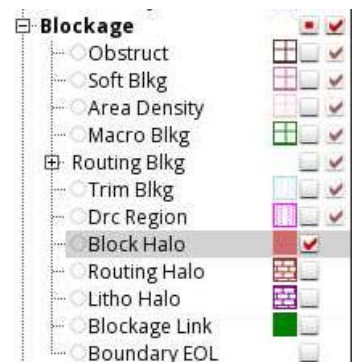 Blockage
Obstruct
Soft Blkg
Area Density
Macro Blkg
Routing Blkg
Trim Blkg
Drc Region
Block Halo
Routing Halo
Litho Halo
Blockage Link
Boundary EOL